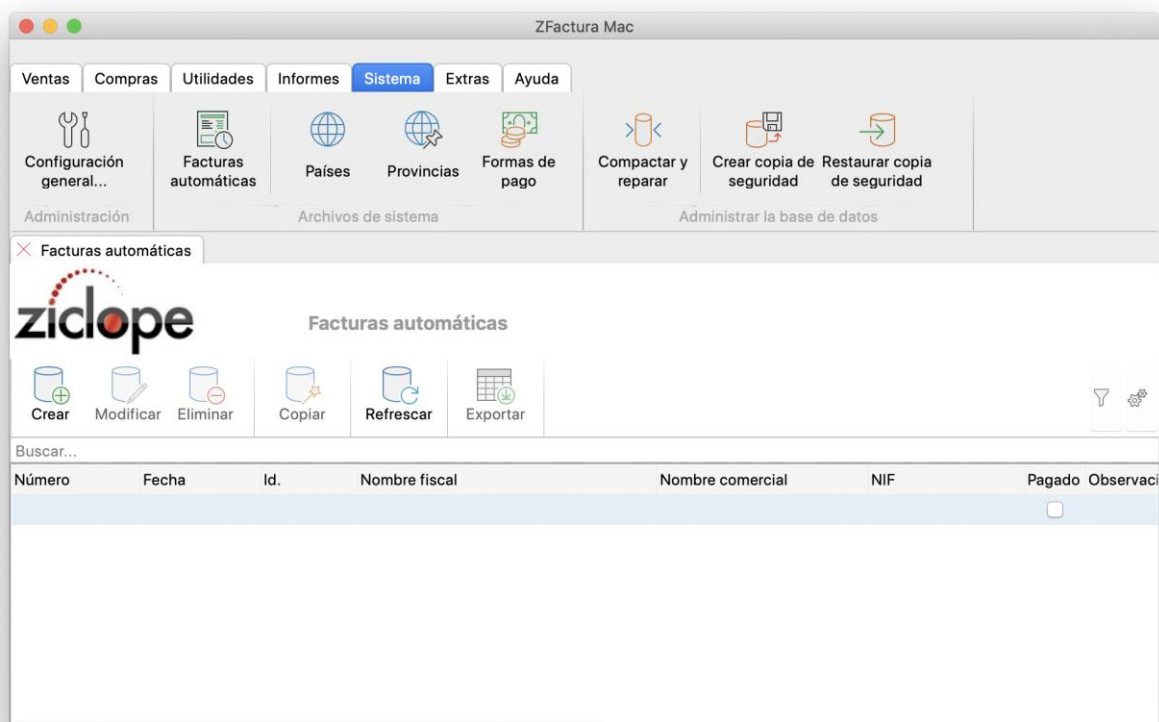 ZFactura Mac
Ventas Compras Utilidades Informes Sistema Extras Ayuda
Configuración general...
Facturas automáticas
Países
Provincias
Formas de pago
Compactar y reparar
Crear copia de seguridad
Restaurar copia de seguridad
Administración Archivos de sistema Administrar la base de datos
Facturas automáticas
ziclope
Facturas automáticas
Crear Modificar Eliminar Copiar Refrescar Exportar
Buscar...
Número Fecha Id. Nombre fiscal Nombre comercial NIF Pagado Observaci